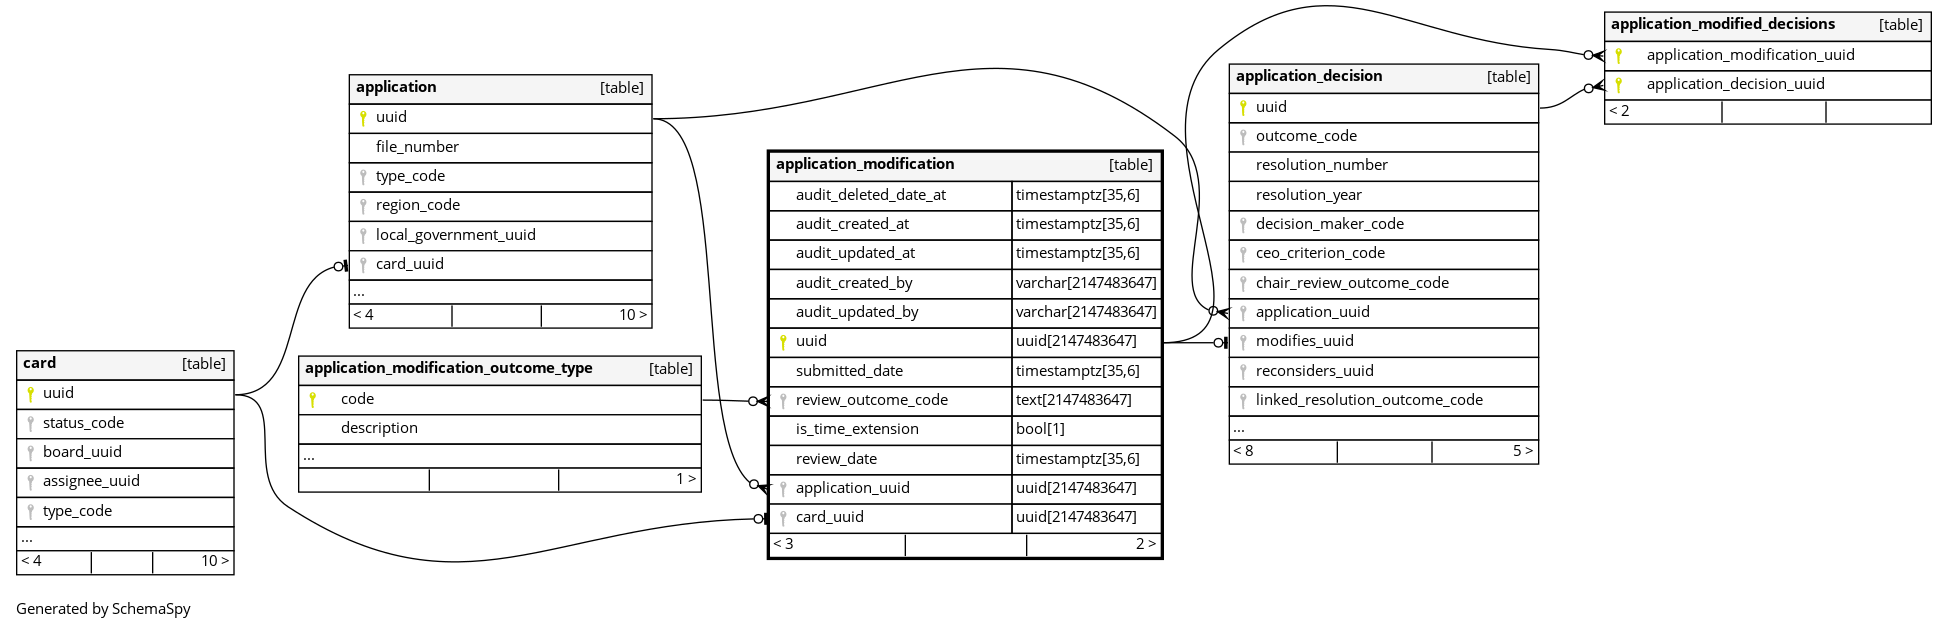 application_modified_decisions [table]
application_modification_uuid
application_decision_uuid
< 2
application_decision [table]
uuid
outcome_code
resolution_number
resolution_year
decision_maker_code
ceo_criterion_code
chair_review_outcome_code
application_uuid
modifies_uuid
reconsiders_uuid
linked_resolution_outcome_code
...
< 8 5 >
application [table]
uuid
file_number
type_code
region_code
local_government_uuid
card_uuid
...
< 4 10 >
application_modification [table]
audit_deleted_date_at timestamptz[35,6]
audit_created_at timestamptz[35,6]
audit_updated_at timestamptz[35,6]
audit_created_by varchar[2147483647]
audit_updated_by varchar[2147483647]
uuid uuid[2147483647]
submitted_date timestamptz[35,6]
review_outcome_code text[2147483647]
is_time_extension bool[1]
review_date timestamptz[35,6]
application_uuid uuid[2147483647]
card_uuid uuid[2147483647]
< 3 2 >
application_modification_outcome_type [table]
code
description
...
1 >
card [table]
uuid
status_code
board_uuid
assignee_uuid
type_code
...
< 4 10 >
Generated by SchemaSpy